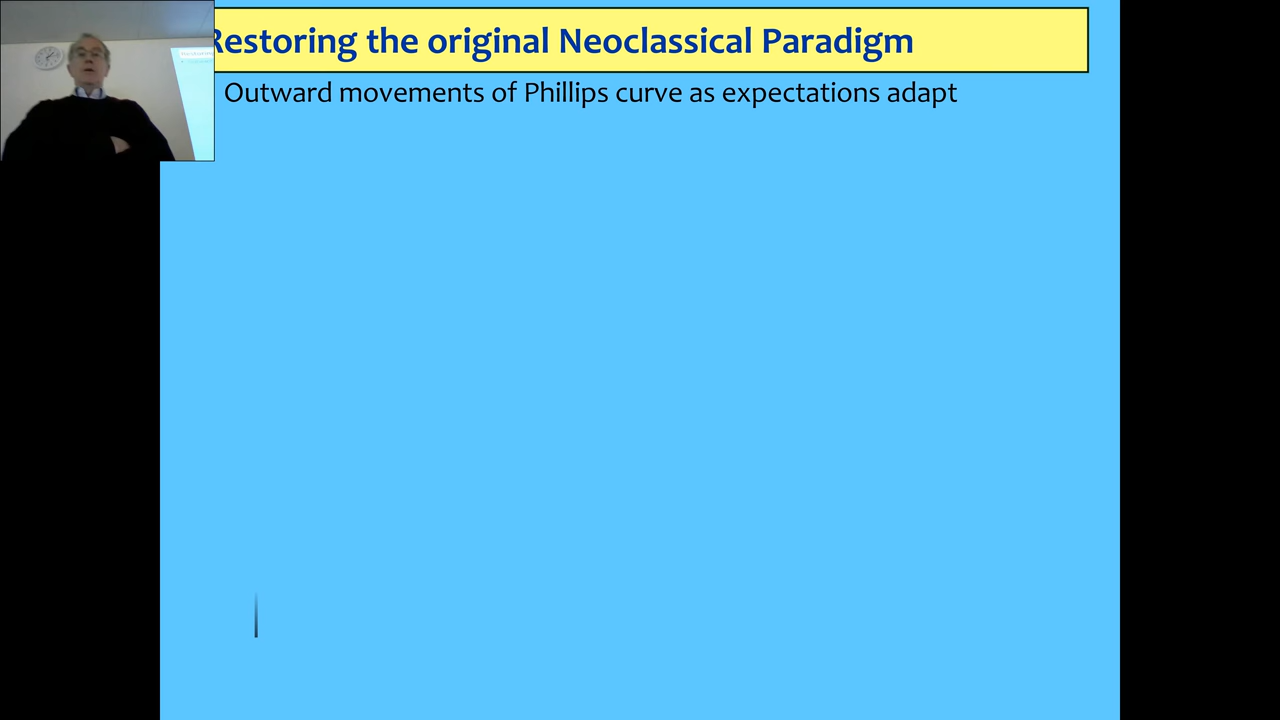 Restoring the original Neoclassical Paradigm
Outward movements of Phillips curve as expectations adapt